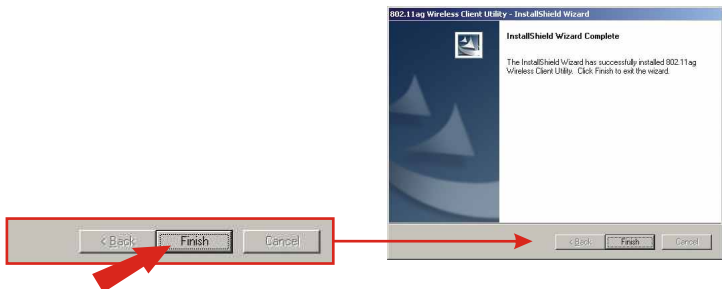 802.11ag Wireless Client Utility - InstallShield Wizard
InstallShield Wizard Complete
The InstallShield Wizard has successfully installed 802.11ag
Wireless Client Utility. Click Finish to exit the wizard.
< Back Finish Cancel
< Back Finish Cancel